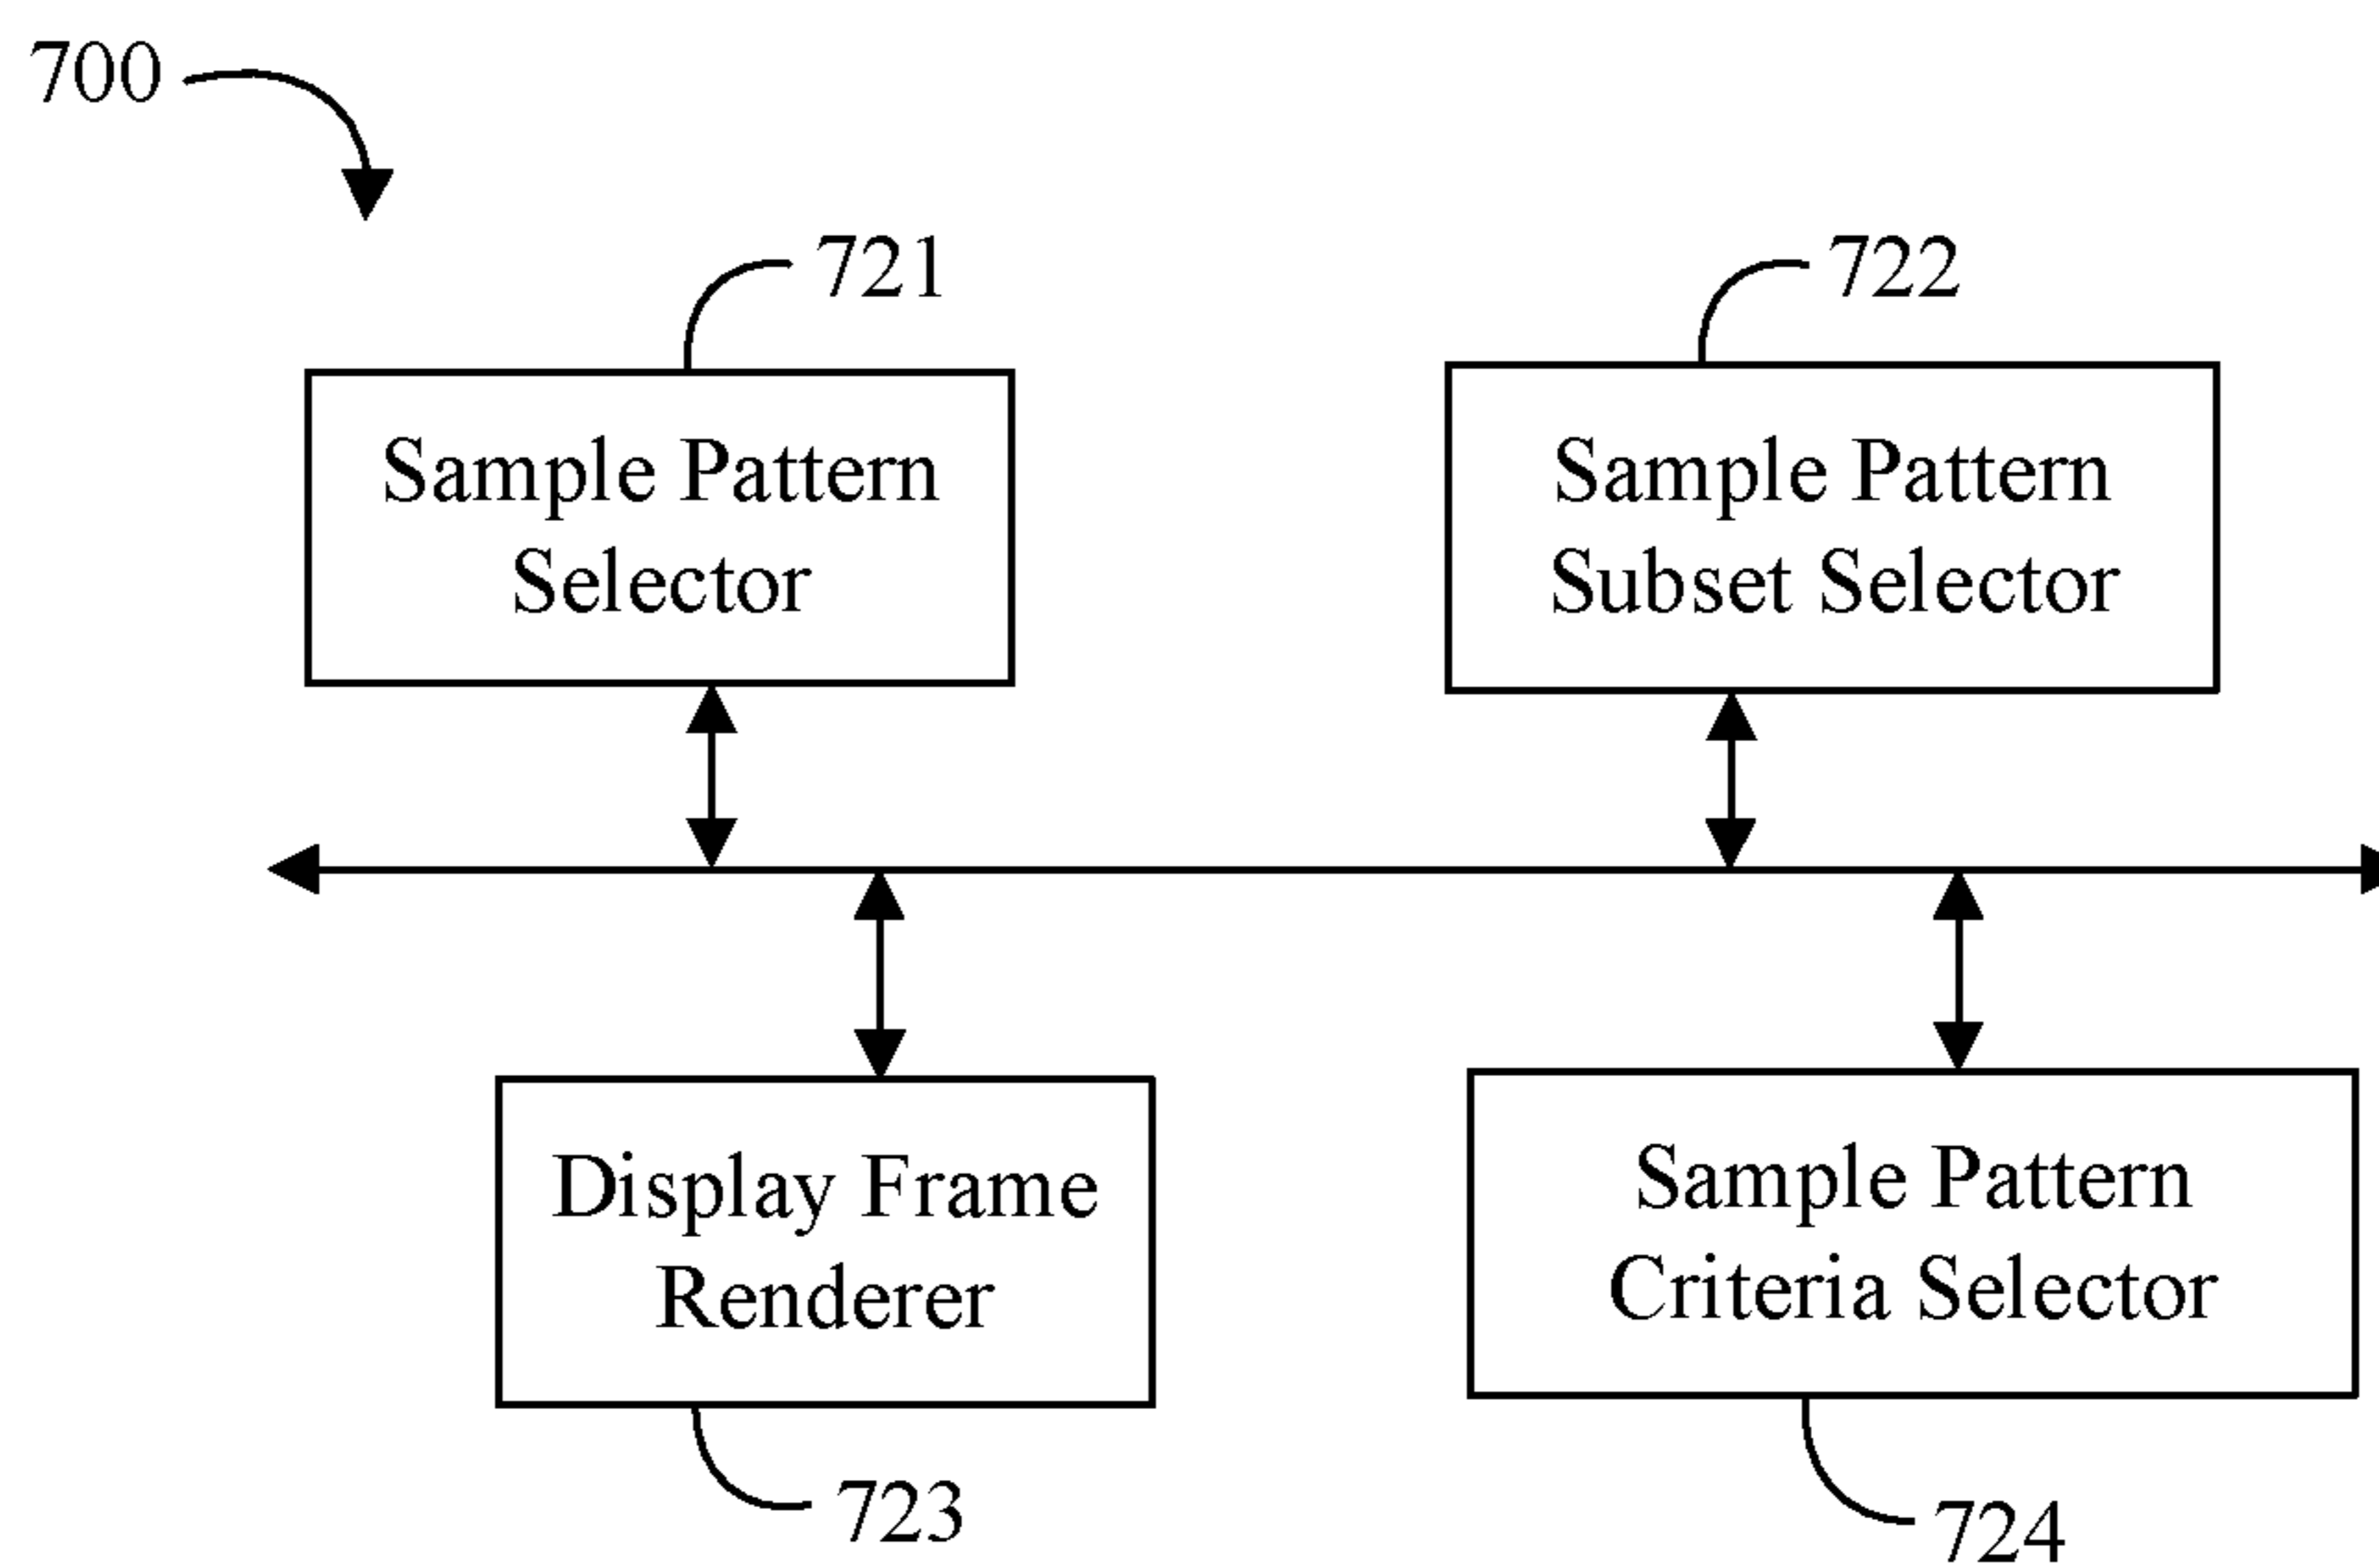 700
721
722
Sample Pattern
Selector
Sample Pattern
Subset Selector
Display Frame
Renderer
Sample Pattern
Criteria Selector
723
724